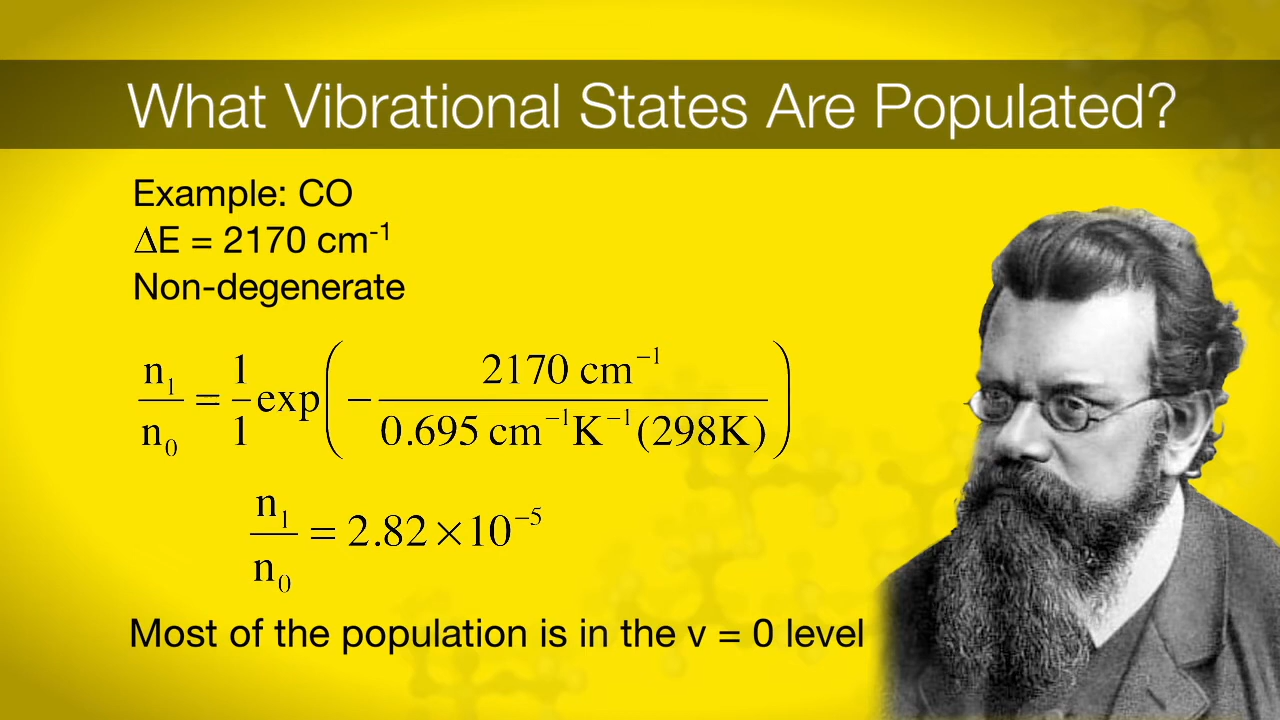 What Vibrational States Are Populated?
Example: CO
ΔE = 2170 cm⁻¹
Non-degenerate
n₁/n₀ = 1/1 exp(− 2170 cm⁻¹ / 0.695 cm⁻¹K⁻¹(298K))
n₁/n₀ = 2.82×10⁻⁵
Most of the population is in the v = 0 level